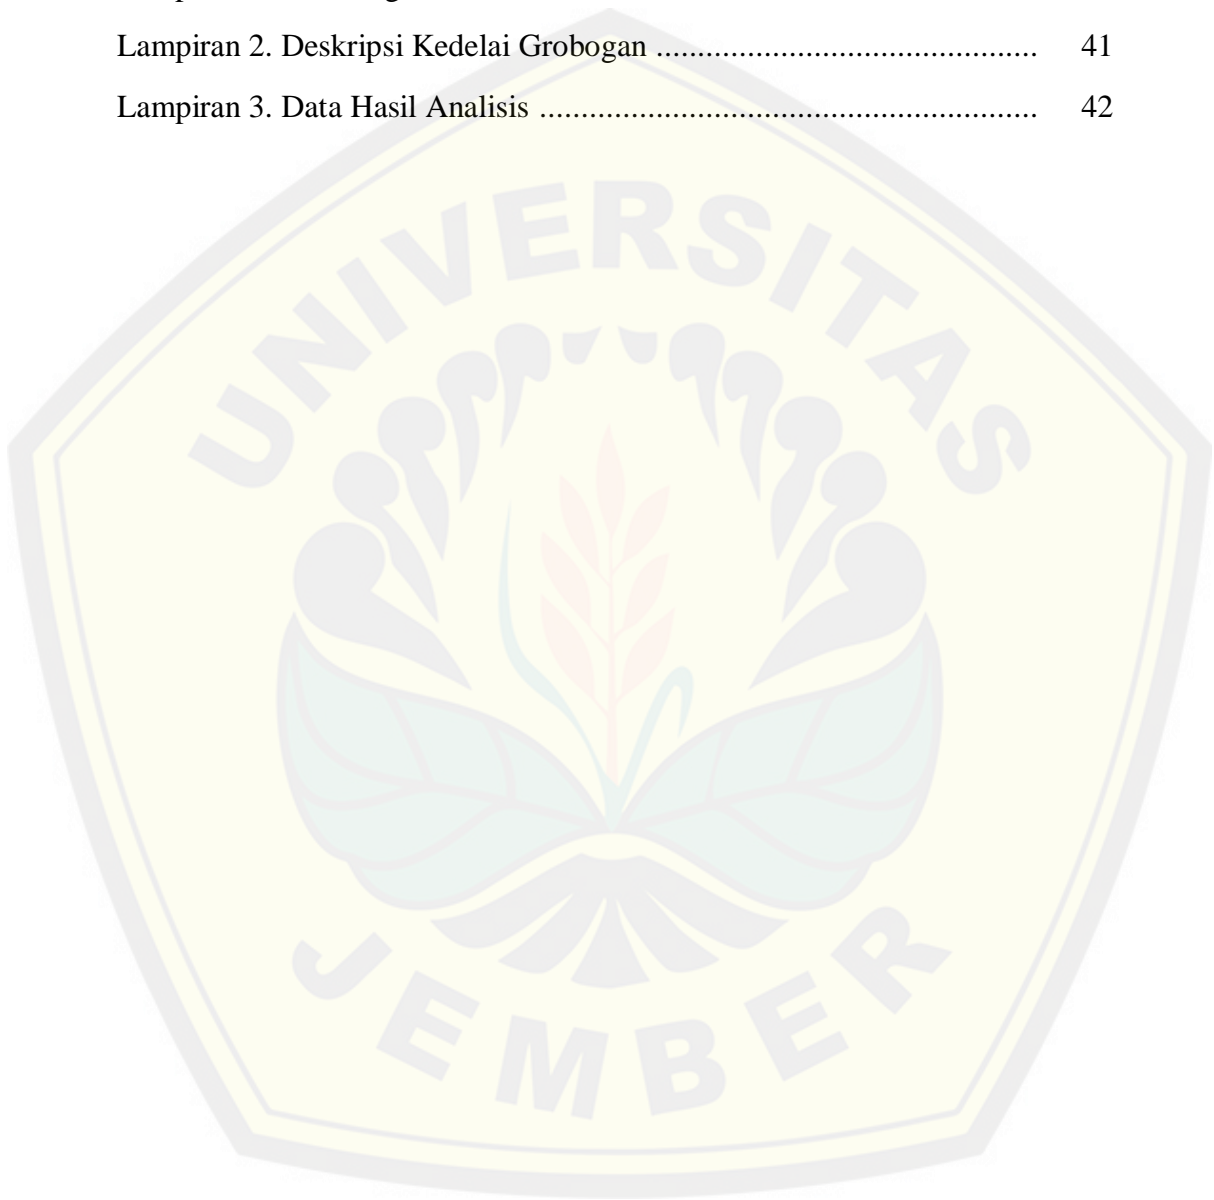 Lampiran 2. Deskripsi Kedelai Grobogan .............................................. 41
Lampiran 3. Data Hasil Analisis ............................................................ 42
UNIVERSITAS
JEMBER